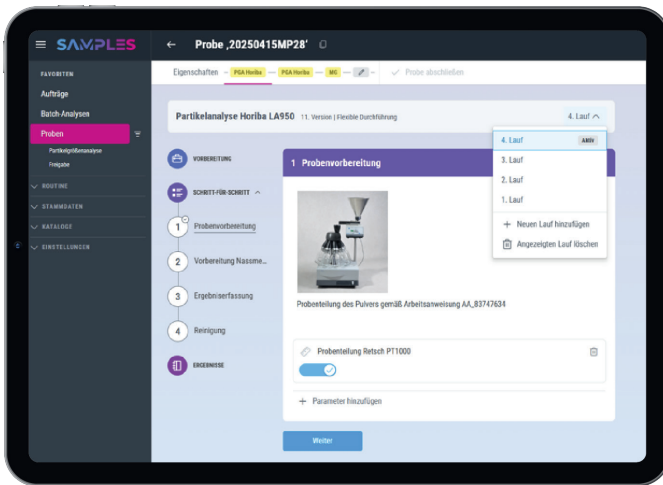 SAMPLES
Probe ‚20250415MP28‘
FAVORITEN
Aufträge
Batch-Analysen
Proben
Partikelgrößenanalyse
Freigabe
ROUTINE
STAMMDATEN
KATALOGE
EINSTELLUNGEN
Eigenschaften
PGA Horiba
PGA Horiba
MG
Probe abschließen
Partikelanalyse Horiba LA950 11. Version | Flexible Durchführung
4. Lauf
4. Lauf AKTIV
3. Lauf
2. Lauf
1. Lauf
+ Neuen Lauf hinzufügen
Angezeigten Lauf löschen
VORBEREITUNG
SCHRITT-FÜR-SCHRITT
1 Probenvorbereitung
2 Vorbereitung Nassme...
3 Ergebniserfassung
4 Reinigung
ERGEBNISSE
1 Probenvorbereitung
Probenteilung des Pulvers gemäß Arbeitsanweisung AA_83747634
Probenteilung Retsch PT1000
+ Parameter hinzufügen
Weiter